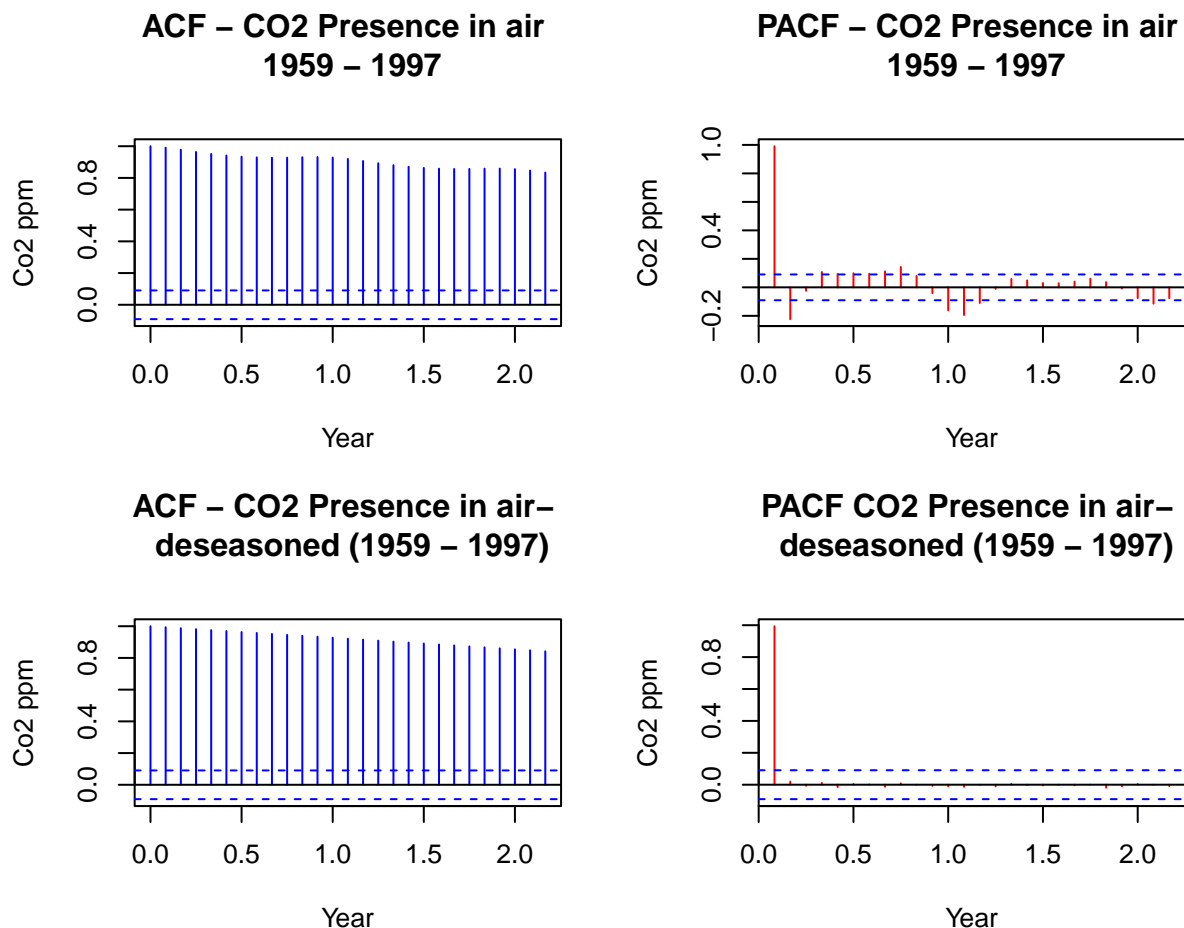 ACF – CO2 Presence in air
1959 – 1997
Co2 ppm
0.0 0.4 0.8
0.0 0.5 1.0 1.5 2.0
Year
PACF – CO2 Presence in air
1959 – 1997
Co2 ppm
−0.2 0.4 1.0
0.0 0.5 1.0 1.5 2.0
Year
ACF – CO2 Presence in air–
deseasoned (1959 – 1997)
Co2 ppm
0.0 0.4 0.8
0.0 0.5 1.0 1.5 2.0
Year
PACF CO2 Presence in air–
deseasoned (1959 – 1997)
Co2 ppm
0.0 0.4 0.8
0.0 0.5 1.0 1.5 2.0
Year